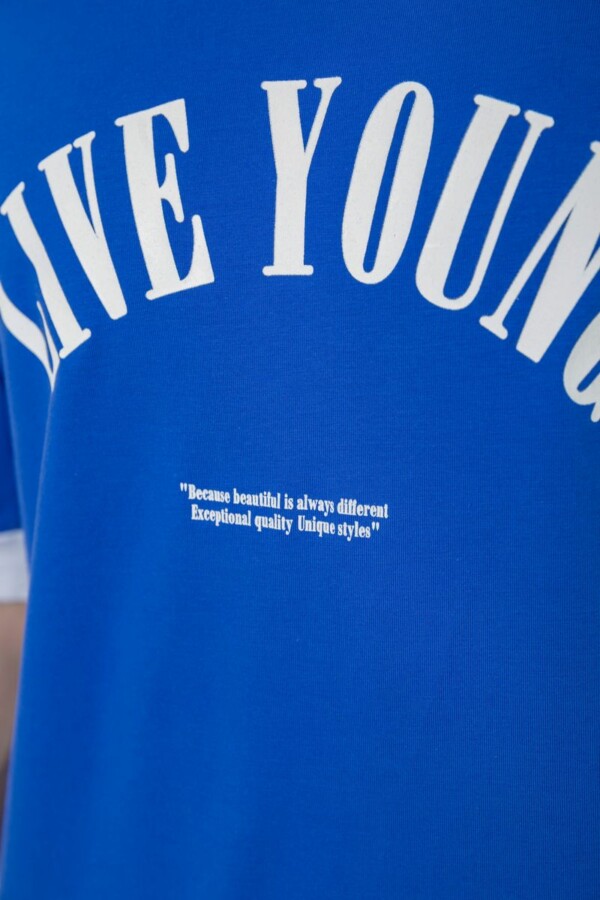 LIVE YOUNG
"Because beautiful is always different
Exceptional quality Unique styles"